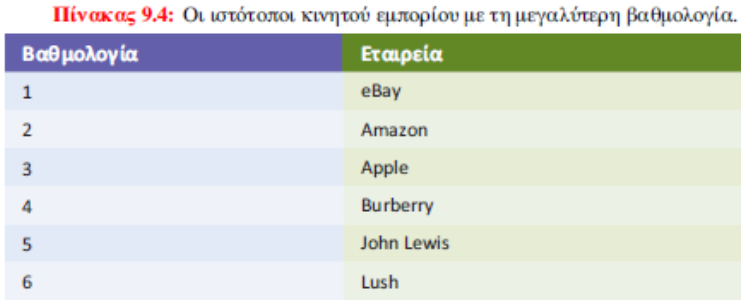 Πίνακας 9.4: Οι ιστότοποι κινητού εμπορίου με τη μεγαλύτερη βαθμολογία.
Βαθμολογία Εταιρεία
1 eBay
2 Amazon
3 Apple
4 Burberry
5 John Lewis
6 Lush